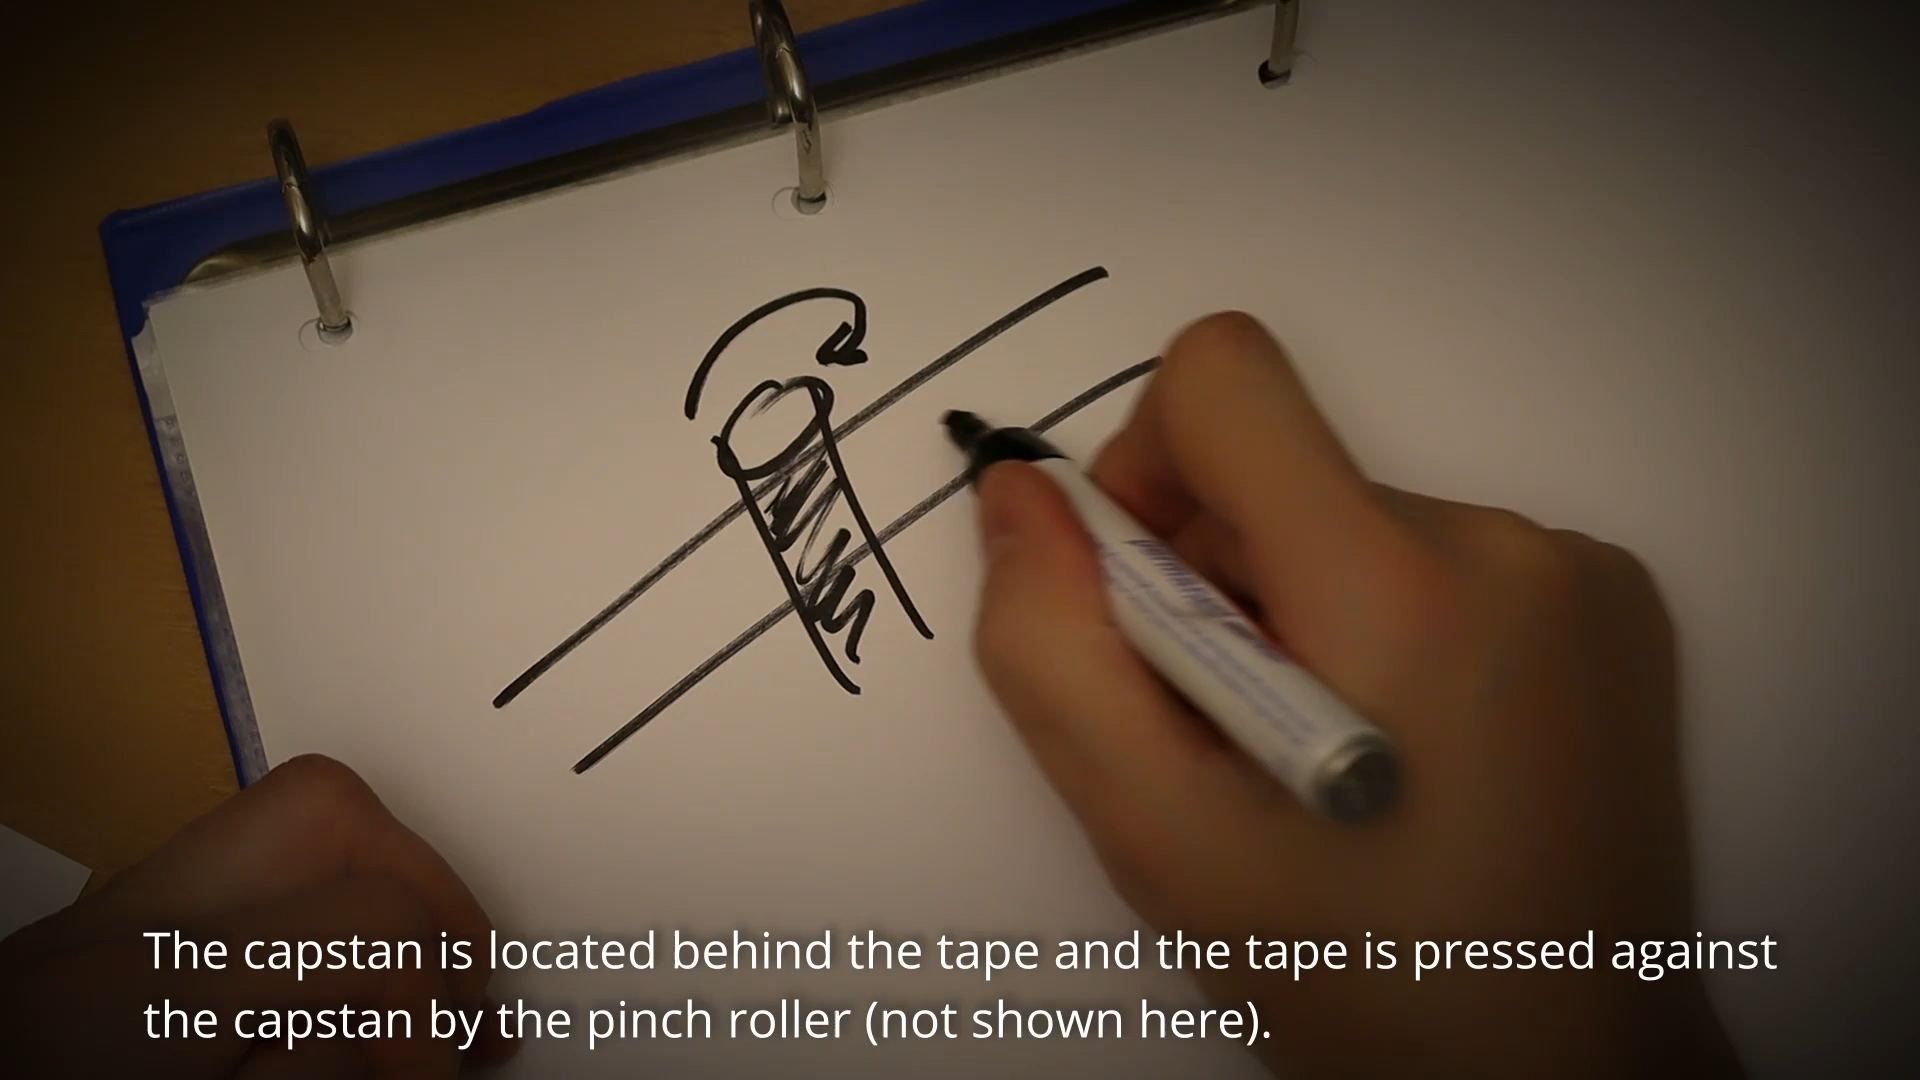 The capstan is located behind the tape and the tape is pressed against
the capstan by the pinch roller (not shown here).